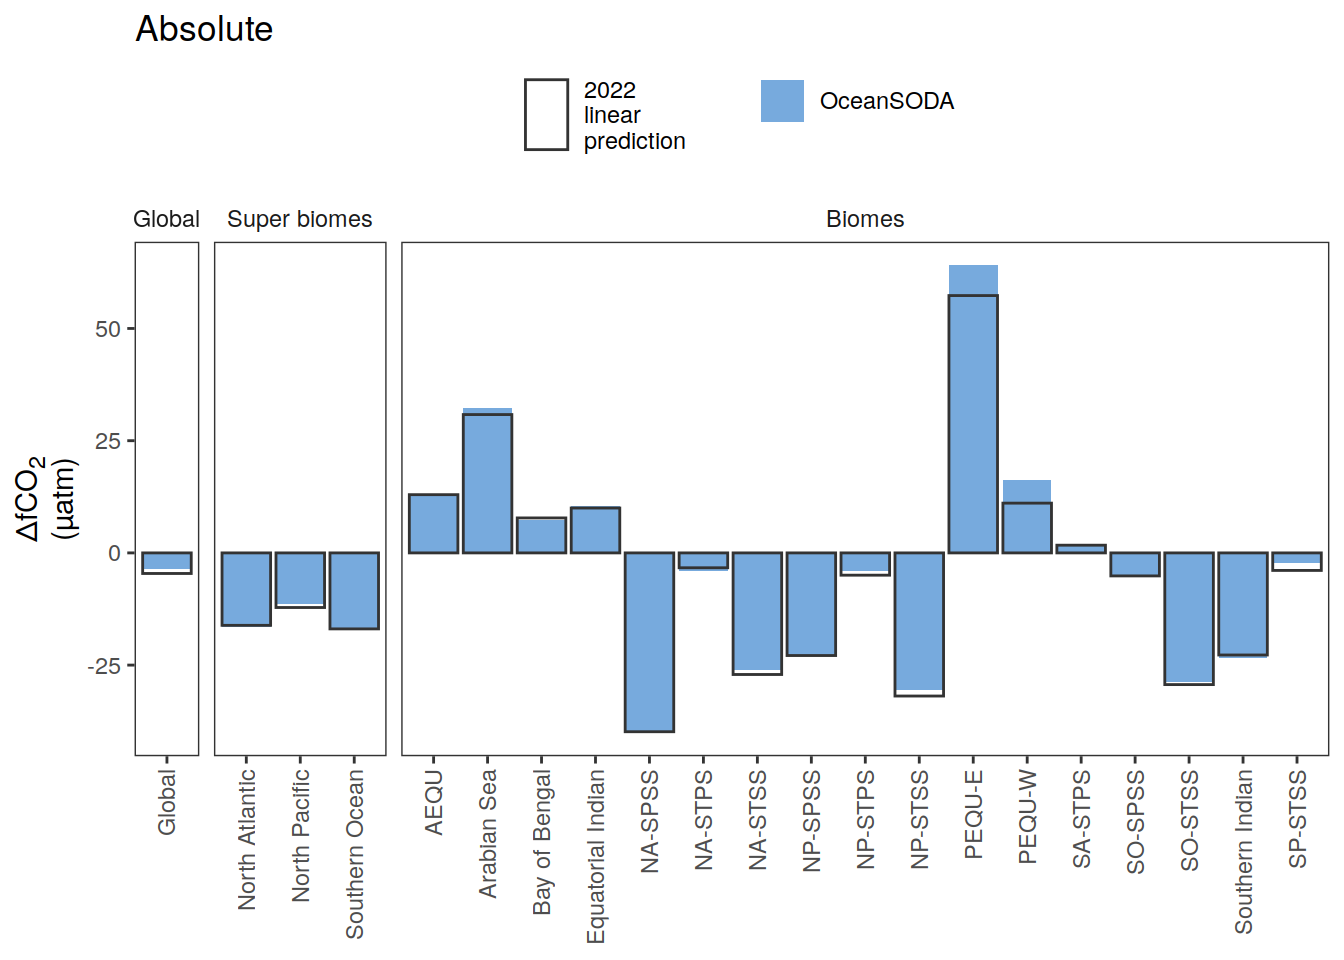 Absolute
2022
linear
prediction
OceanSODA
Global
Super biomes
Biomes
ΔfCO₂
(µatm)
50
25
0
-25
Global
North Atlantic
North Pacific
Southern Ocean
AEQU
Arabian Sea
Bay of Bengal
Equatorial Indian
NA-SPSS
NA-STPS
NA-STSS
NP-SPSS
NP-STPS
NP-STSS
PEQU-E
PEQU-W
SA-STPS
SO-SPSS
SO-STSS
Southern Indian
SP-STSS